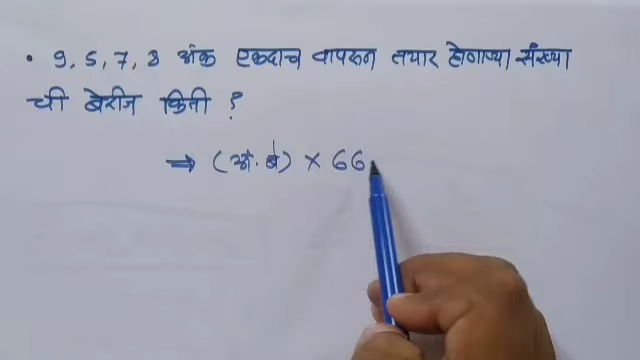 • 9, 5, 7, 8 अंक एकदाच वापरून तयार होणाऱ्या संख्या
ची बेरीज किती ?
⇒ (अं. बे) × 66